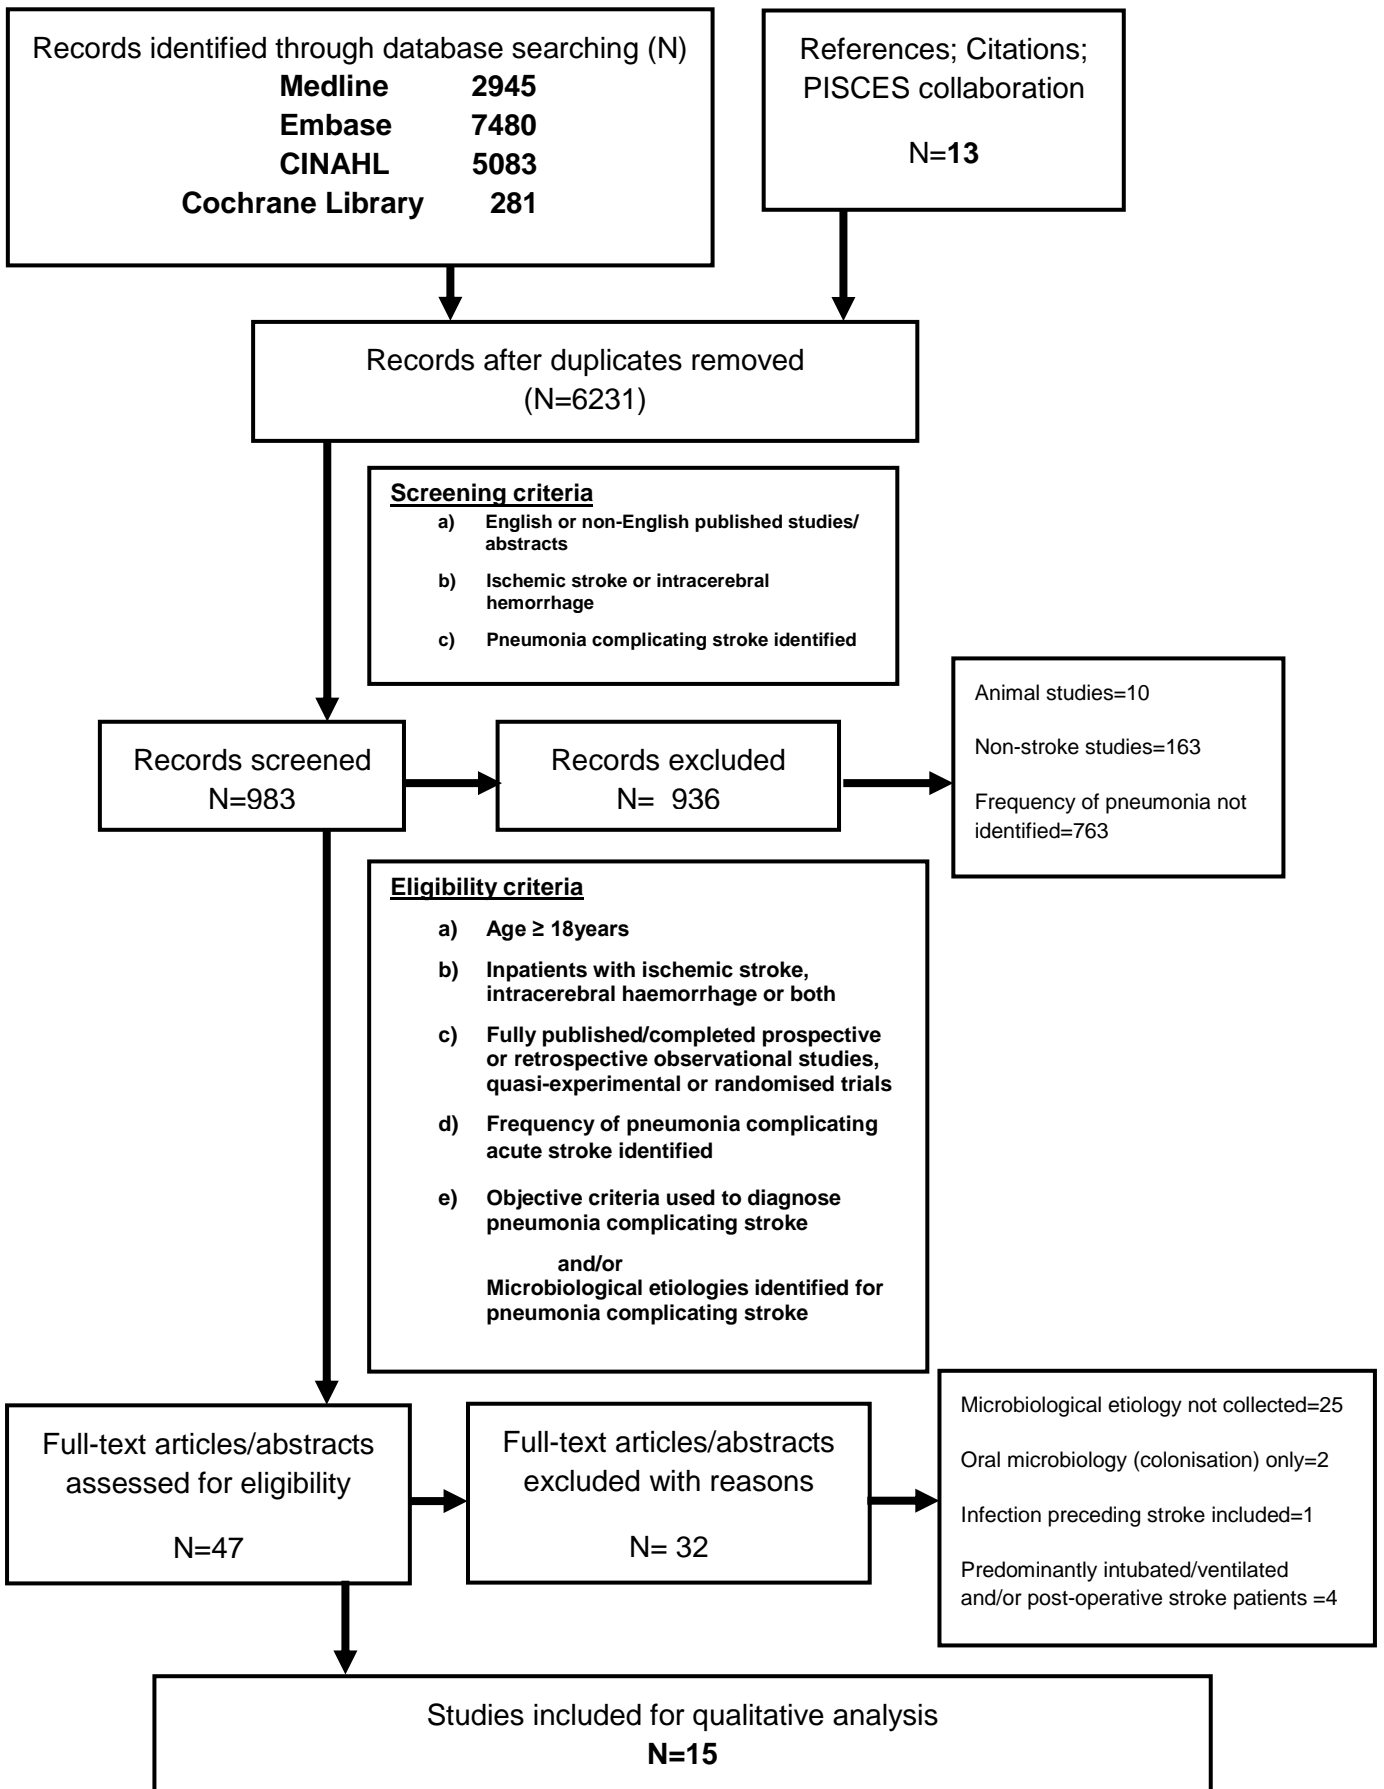 Records identified through database searching (N)
Medline 2945
Embase 7480
CINAHL 5083
Cochrane Library 281
References; Citations;
PISCES collaboration
N=13
Records after duplicates removed
(N=6231)
Screening criteria
a) English or non-English published studies/
abstracts
b) Ischemic stroke or intracerebral
hemorrhage
c) Pneumonia complicating stroke identified
Records screened
N=983
Records excluded
N= 936
Animal studies=10
Non-stroke studies=163
Frequency of pneumonia not
identified=763
Eligibility criteria
a) Age ≥ 18years
b) Inpatients with ischemic stroke,
intracerebral haemorrhage or both
c) Fully published/completed prospective
or retrospective observational studies,
quasi-experimental or randomised trials
d) Frequency of pneumonia complicating
acute stroke identified
e) Objective criteria used to diagnose
pneumonia complicating stroke
and/or
Microbiological etiologies identified for
pneumonia complicating stroke
Full-text articles/abstracts
assessed for eligibility
N=47
Full-text articles/abstracts
excluded with reasons
N= 32
Microbiological etiology not collected=25
Oral microbiology (colonisation) only=2
Infection preceding stroke included=1
Predominantly intubated/ventilated
and/or post-operative stroke patients =4
Studies included for qualitative analysis
N=15